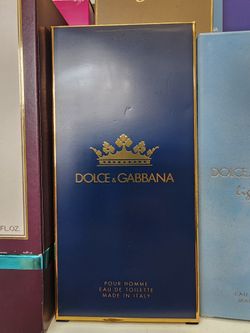 DOLCE & GABBANA
POUR HOMME
EAU DE TOILETTE
MADE IN ITALY
FL.OZ.
DOLCE